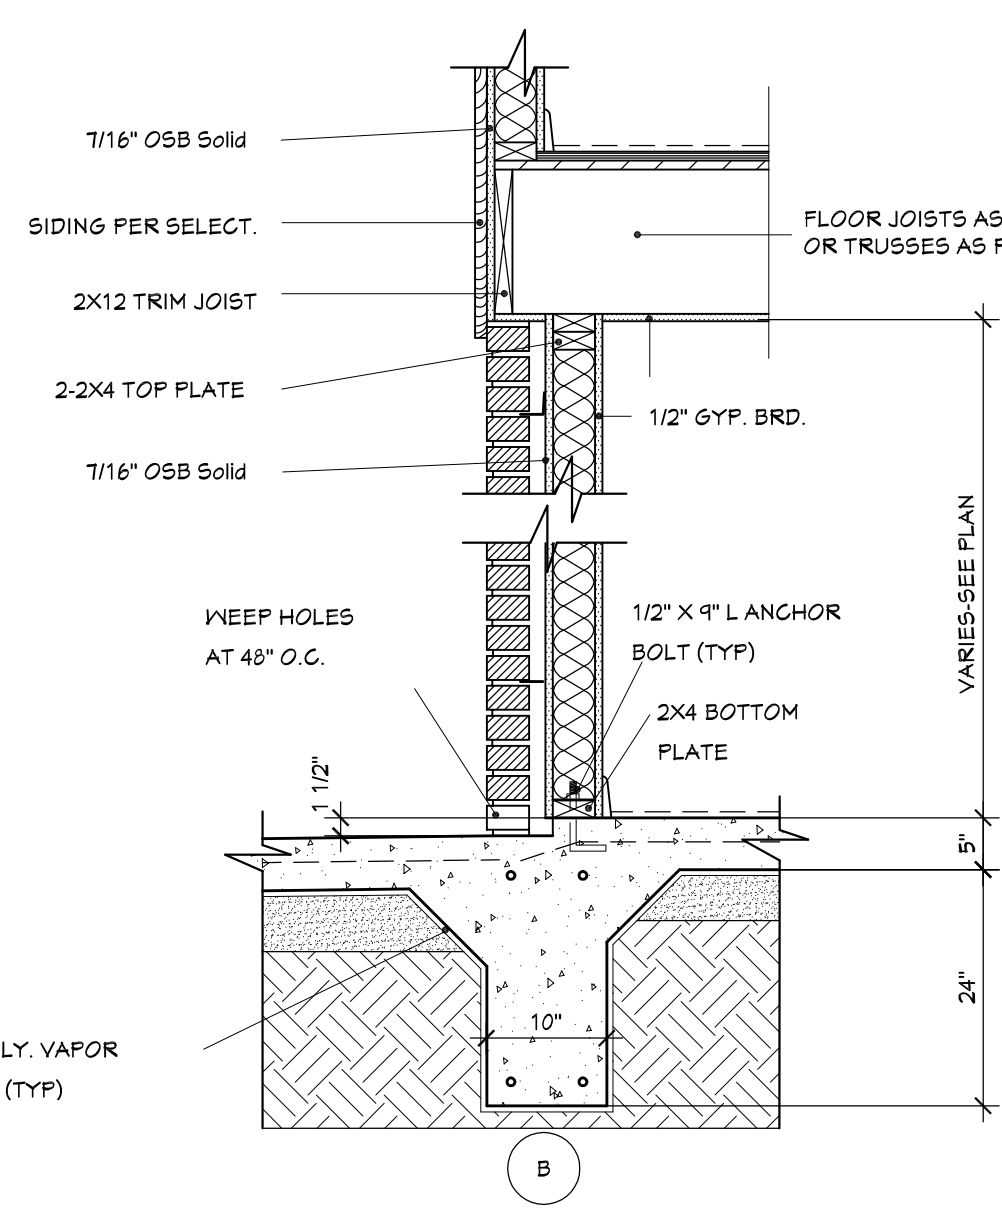 7/16" OSB Solid
SIDING PER SELECT.
FLOOR JOISTS AS
OR TRUSSES AS
2X12 TRIM JOIST
2-2X4 TOP PLATE
1/2" GYP. BRD.
7/16" OSB Solid
VARIES-SEE PLAN
WEEP HOLES
AT 48" O.C.
1/2" X 9" L ANCHOR
BOLT (TYP)
2X4 BOTTOM
PLATE
1 1/2"
5"
24"
10"
LY. VAPOR
(TYP)
B